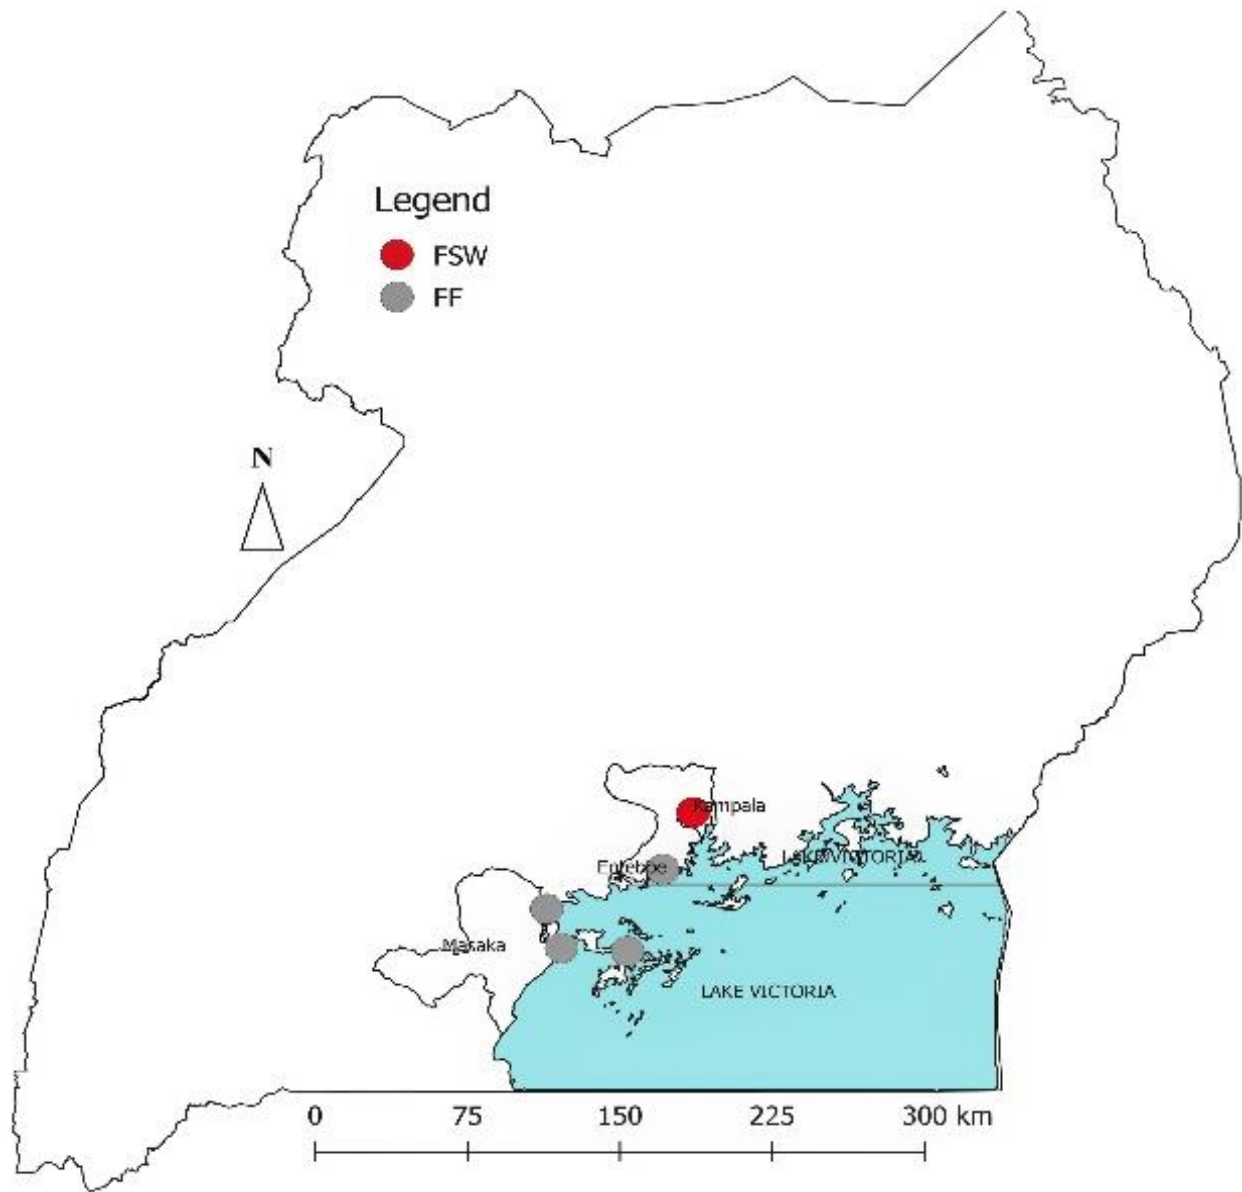 Legend
FSW
FF
N
Kampala
Entebbe
LAKE VICTORIA
Masaka
LAKE VICTORIA
0 75 150 225 300 km